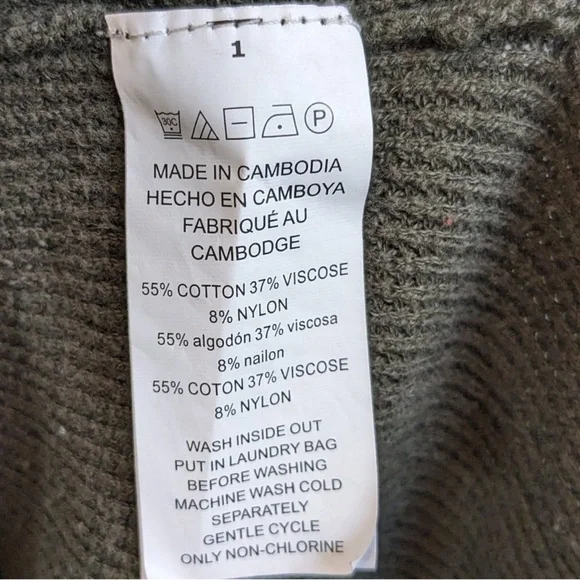 1
30C
P
MADE IN CAMBODIA
HECHO EN CAMBOYA
FABRIQUÉ AU
CAMBODGE
55% COTTON 37% VISCOSE
8% NYLON
55% algodón 37% viscosa
8% nailon
55% COTON 37% VISCOSE
8% NYLON
WASH INSIDE OUT
PUT IN LAUNDRY BAG
BEFORE WASHING
MACHINE WASH COLD
SEPARATELY
GENTLE CYCLE
ONLY NON-CHLORINE